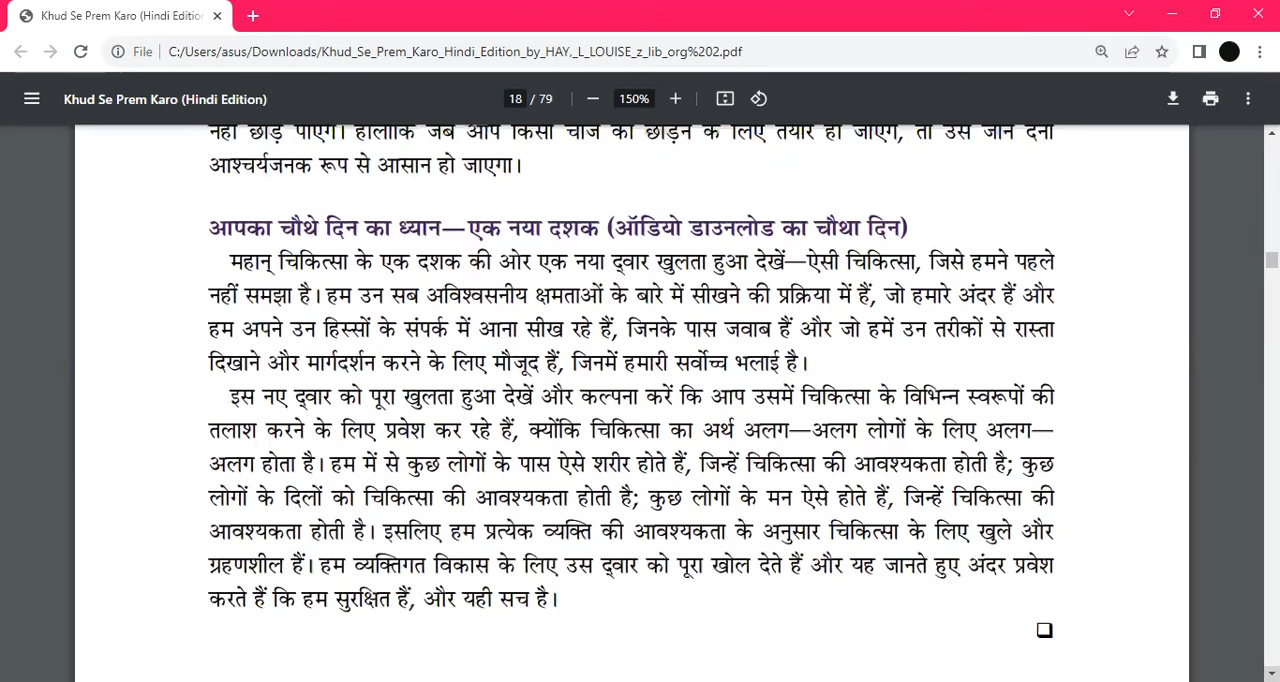 Khud Se Prem Karo (Hindi Edition
File
C:/Users/asus/Downloads/Khud_Se_Prem_Karo_Hindi_Edition_by_HAY,_L_LOUISE_z_lib_org%202.pdf
Khud Se Prem Karo (Hindi Edition)
18 / 79
150%
नहीं छोड़ पाएँगे। हालाँकि जब आप किसी चीज को छोड़ने के लिए तैयार हो जाएँगे, तो उसे जाने देना
आश्चर्यजनक रूप से आसान हो जाएगा।
आपका चौथे दिन का ध्यान—एक नया दशक (ऑडियो डाउनलोड का चौथा दिन)
महान् चिकित्सा के एक दशक की ओर एक नया द्वार खुलता हुआ देखें—ऐसी चिकित्सा, जिसे हमने पहले
नहीं समझा है। हम उन सब अविश्वसनीय क्षमताओं के बारे में सीखने की प्रक्रिया में हैं, जो हमारे अंदर हैं और
हम अपने उन हिस्सों के संपर्क में आना सीख रहे हैं, जिनके पास जवाब हैं और जो हमें उन तरीकों से रास्ता
दिखाने और मार्गदर्शन करने के लिए मौजूद हैं, जिनमें हमारी सर्वोच्च भलाई है।
इस नए द्वार को पूरा खुलता हुआ देखें और कल्पना करें कि आप उसमें चिकित्सा के विभिन्न स्वरूपों की
तलाश करने के लिए प्रवेश कर रहे हैं, क्योंकि चिकित्सा का अर्थ अलग—अलग लोगों के लिए अलग—
अलग होता है। हम में से कुछ लोगों के पास ऐसे शरीर होते हैं, जिन्हें चिकित्सा की आवश्यकता होती है; कुछ
लोगों के दिलों को चिकित्सा की आवश्यकता होती है; कुछ लोगों के मन ऐसे होते हैं, जिन्हें चिकित्सा की
आवश्यकता होती है। इसलिए हम प्रत्येक व्यक्ति की आवश्यकता के अनुसार चिकित्सा के लिए खुले और
ग्रहणशील हैं। हम व्यक्तिगत विकास के लिए उस द्वार को पूरा खोल देते हैं और यह जानते हुए अंदर प्रवेश
करते हैं कि हम सुरक्षित हैं, और यही सच है।